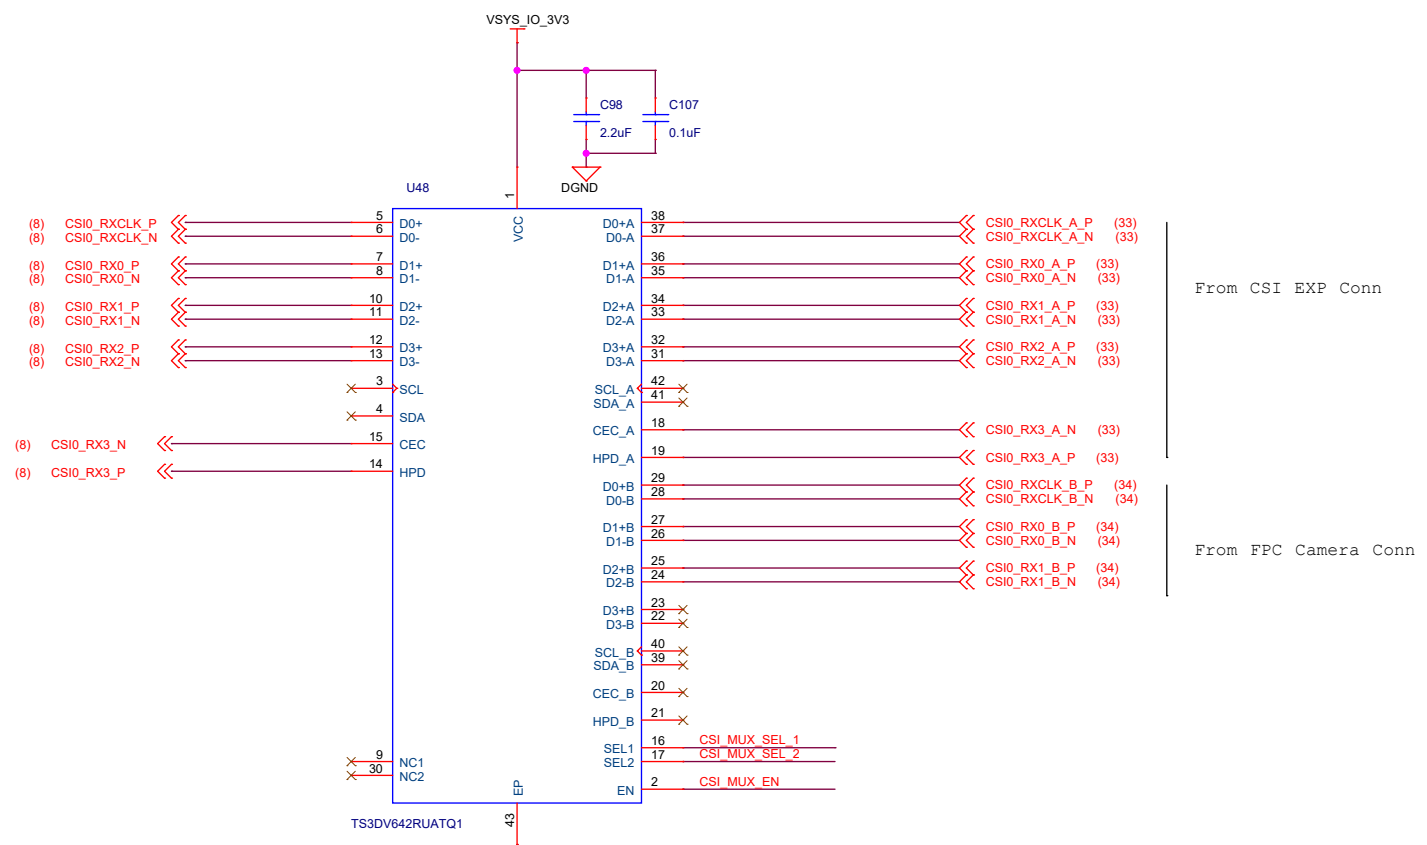 VSYS_IO_3V3
C98
C107
2.2uF
0.1uF
DGND
U48
1
VCC
(8) CSI0_RXCLK_P 5 D0+ D0+A 38 CSI0_RXCLK_A_P (33)
(8) CSI0_RXCLK_N 6 D0- D0-A 37 CSI0_RXCLK_A_N (33)
(8) CSI0_RX0_P 7 D1+ D1+A 36 CSI0_RX0_A_P (33)
(8) CSI0_RX0_N 8 D1- D1-A 35 CSI0_RX0_A_N (33)
From CSI EXP Conn
(8) CSI0_RX1_P 10 D2+ D2+A 34 CSI0_RX1_A_P (33)
(8) CSI0_RX1_N 11 D2- D2-A 33 CSI0_RX1_A_N (33)
(8) CSI0_RX2_P 12 D3+ D3+A 32 CSI0_RX2_A_P (33)
(8) CSI0_RX2_N 13 D3- D3-A 31 CSI0_RX2_A_N (33)
3 SCL SCL_A 42
SDA_A 41
4 SDA
18 CEC_A CSI0_RX3_A_N (33)
(8) CSI0_RX3_N 15 CEC
HPD_A 19 CSI0_RX3_A_P (33)
(8) CSI0_RX3_P 14 HPD
D0+B 29 CSI0_RXCLK_B_P (34)
D0-B 28 CSI0_RXCLK_B_N (34)
D1+B 27 CSI0_RX0_B_P (34)
D1-B 26 CSI0_RX0_B_N (34)
From FPC Camera Conn
D2+B 25 CSI0_RX1_B_P (34)
D2-B 24 CSI0_RX1_B_N (34)
D3+B 23
D3-B 22
SCL_B 40
SDA_B 39
CEC_B 20
HPD_B 21
SEL1 16 CSI_MUX_SEL_1
9 NC1 SEL2 17 CSI_MUX_SEL_2
30 NC2
EN 2 CSI_MUX_EN
EP
43
TS3DV642RUATQ1